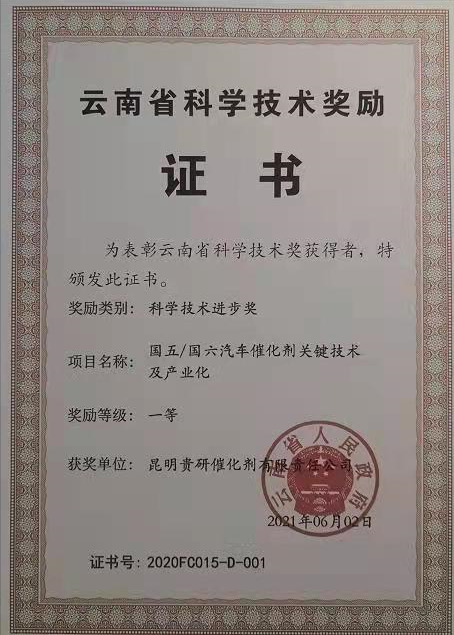 云南省科学技术奖励
证书
为表彰云南省科学技术奖获得者，特
颁发此证书。
奖励类别：科学技术进步奖
项目名称：国五/国六汽车催化剂关键技术
及产业化
奖励等级：一等
获奖单位：昆明贵研催化剂有限责任公司
云南省人民政府
2021年06月02日
证书号：2020FC015-D-001